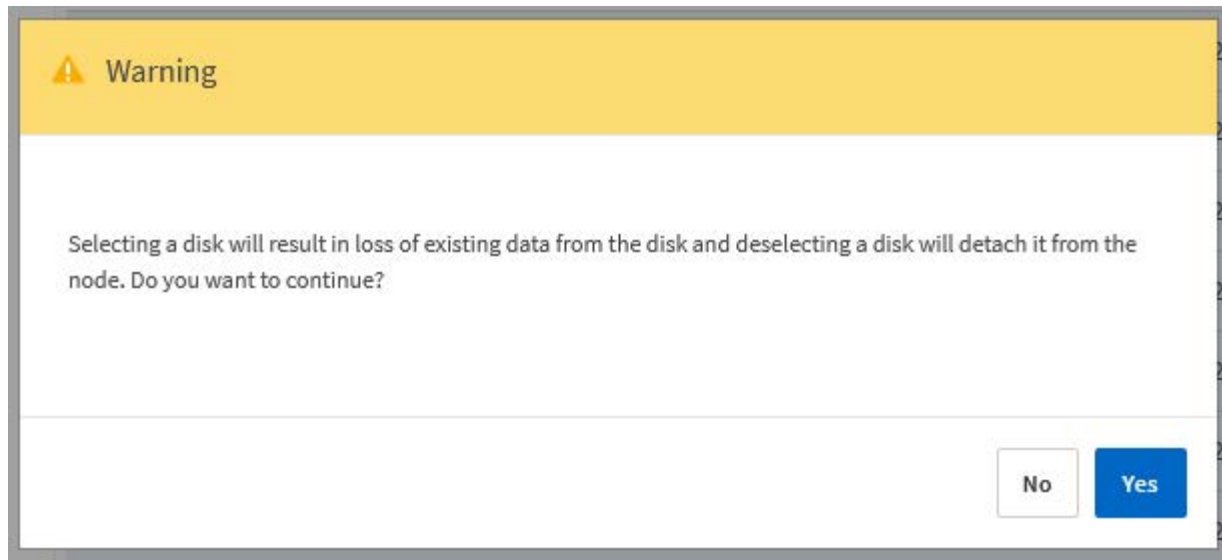 Warning
Selecting a disk will result in loss of existing data from the disk and deselecting a disk will detach it from the
node. Do you want to continue?
No
Yes